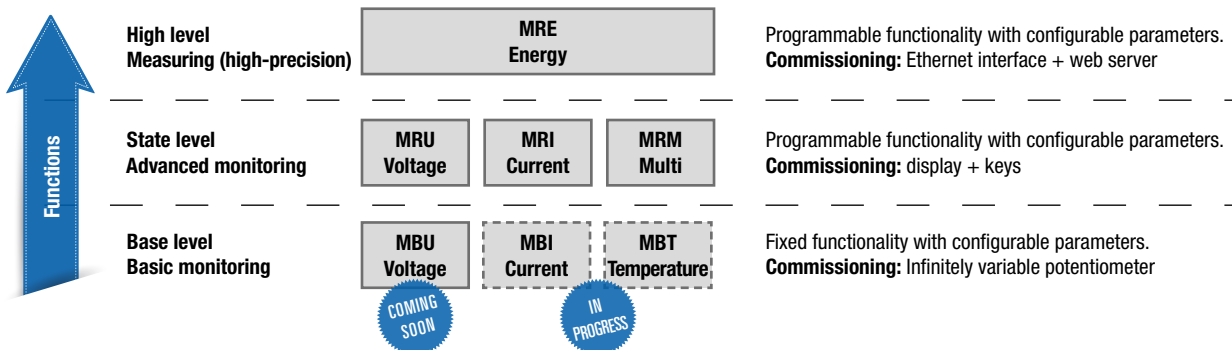 Functions
High level
Measuring (high-precision)
MRE
Energy
Programmable functionality with configurable parameters.
Commissioning: Ethernet interface + web server
State level
Advanced monitoring
MRU
Voltage
MRI
Current
MRM
Multi
Programmable functionality with configurable parameters.
Commissioning: display + keys
Base level
Basic monitoring
MBU
Voltage
MBI
Current
MBT
Temperature
Fixed functionality with configurable parameters.
Commissioning: Infinitely variable potentiometer
COMING
SOON
IN
PROGRESS